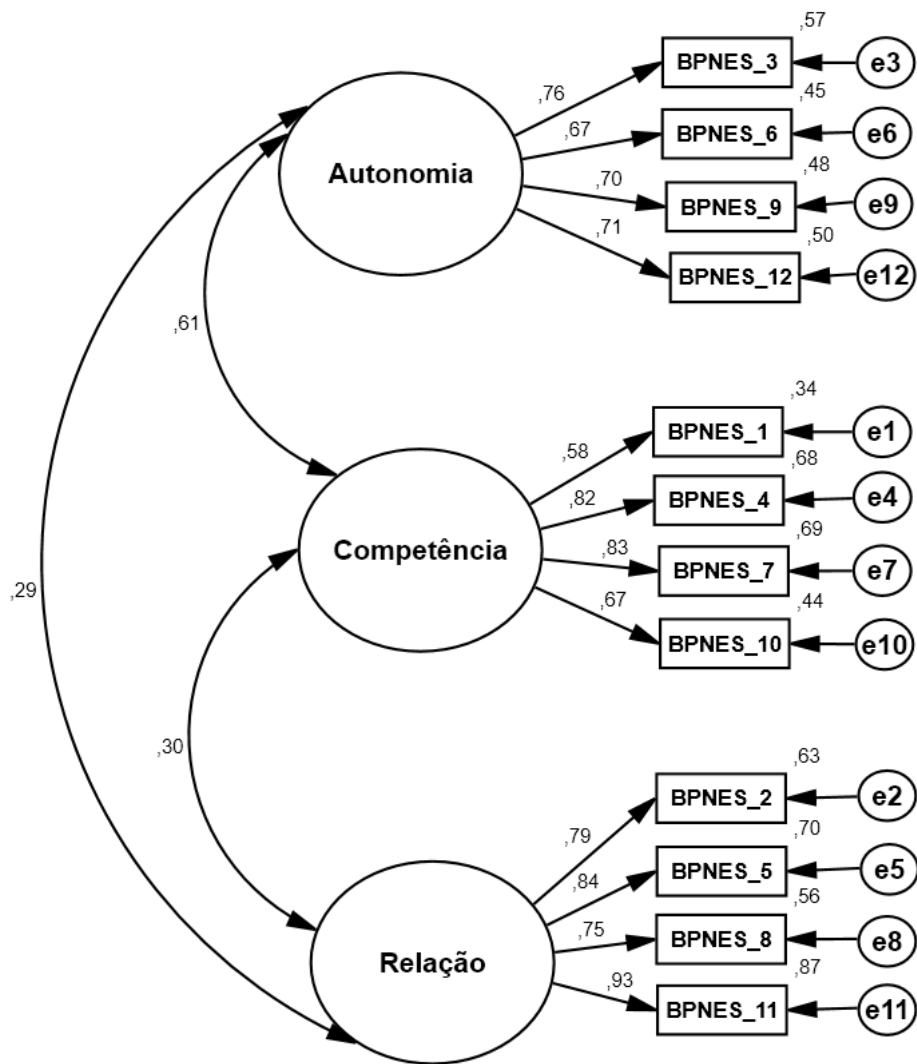 ,57
BPNES_3
e3
,76
,45
BPNES_6
e6
,67
Autonomia
,48
BPNES_9
e9
,70
,50
BPNES_12
e12
,71
,61
,34
BPNES_1
e1
,58
,68
BPNES_4
e4
,82
Competência
,69
BPNES_7
e7
,83
,44
BPNES_10
e10
,67
,29
,30
,63
BPNES_2
e2
,79
,70
BPNES_5
e5
,84
,56
BPNES_8
e8
,75
Relação
,87
BPNES_11
e11
,93